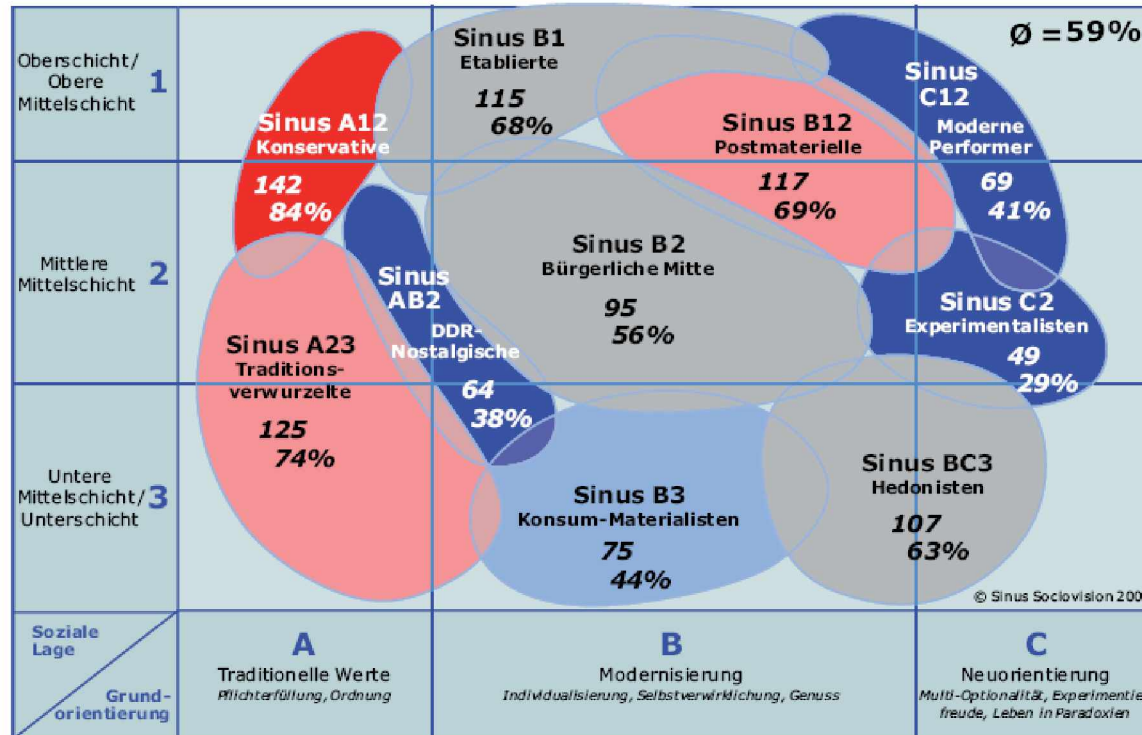 Oberschicht/
Obere
Mittelschicht
1
Mittlere
Mittelschicht
2
Untere
Mittelschicht/
Unterschicht
3
Ø = 59%
Sinus B1
Etablierte
115
68%
Sinus A12
Konservative
142
84%
Sinus B12
Postmaterielle
117
69%
Sinus
C12
Moderne
Performer
69
41%
Sinus
AB2
DDR-
Nostalgische
64
38%
Sinus B2
Bürgerliche Mitte
95
56%
Sinus C2
Experimentalisten
49
29%
Sinus A23
Traditions-
verwurzelte
125
74%
Sinus B3
Konsum-Materialisten
75
44%
Sinus BC3
Hedonisten
107
63%
© Sinus Sociovision 200
Soziale
Lage
Grund-
orientierung
A
Traditionelle Werte
Pflichterfüllung, Ordnung
B
Modernisierung
Individualisierung, Selbstverwirklichung, Genuss
C
Neuorientierung
Multi-Optionalität, Experimentie
freude, Leben in Paradoxien